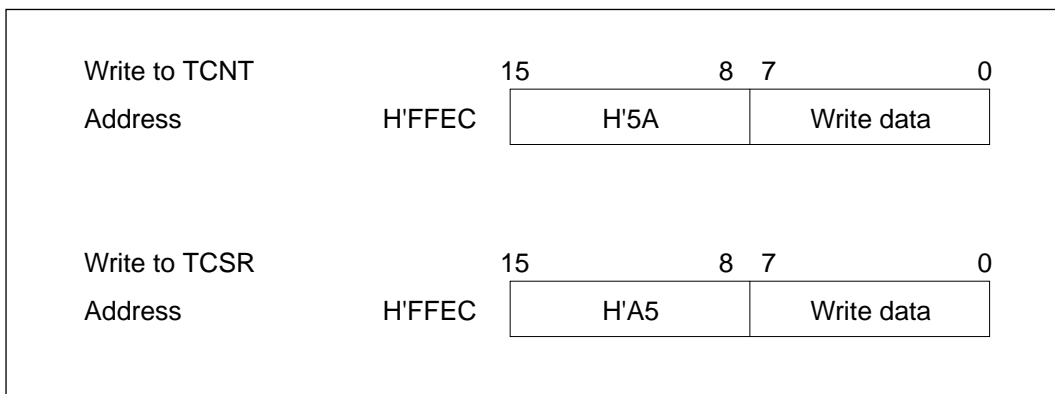 Write to TCNT 15 8 7 0
Address H'FFEC H'5A Write data
Write to TCSR 15 8 7 0
Address H'FFEC H'A5 Write data